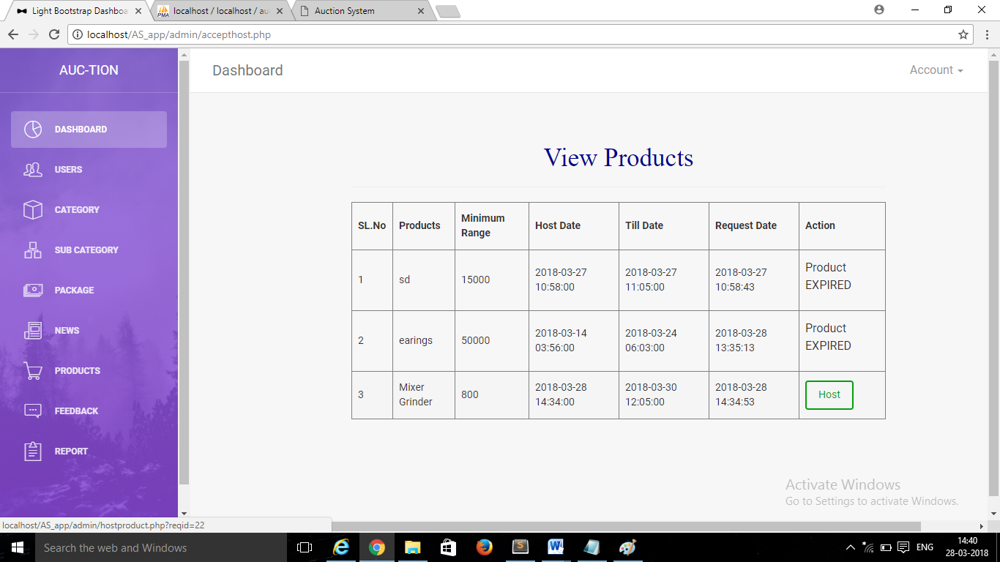 Light Bootstrap Dashboa
localhost / localhost / au
Auction System
localhost/AS_app/admin/accepthost.php
AUC-TION
Dashboard
Account
DASHBOARD
USERS
CATEGORY
SUB CATEGORY
PACKAGE
NEWS
PRODUCTS
FEEDBACK
REPORT
View Products
SL.No Products Minimum Range Host Date Till Date Request Date Action
1 sd 15000 2018-03-27 10:58:00 2018-03-27 11:05:00 2018-03-27 10:58:43 Product EXPIRED
2 earings 50000 2018-03-14 03:56:00 2018-03-24 06:03:00 2018-03-28 13:35:13 Product EXPIRED
3 Mixer Grinder 800 2018-03-28 14:34:00 2018-03-30 12:05:00 2018-03-28 14:34:53 Host
Activate Windows
Go to Settings to activate Windows.
localhost/AS_app/admin/hostproduct.php?reqid=22
Search the web and Windows
ENG
14:40
28-03-2018